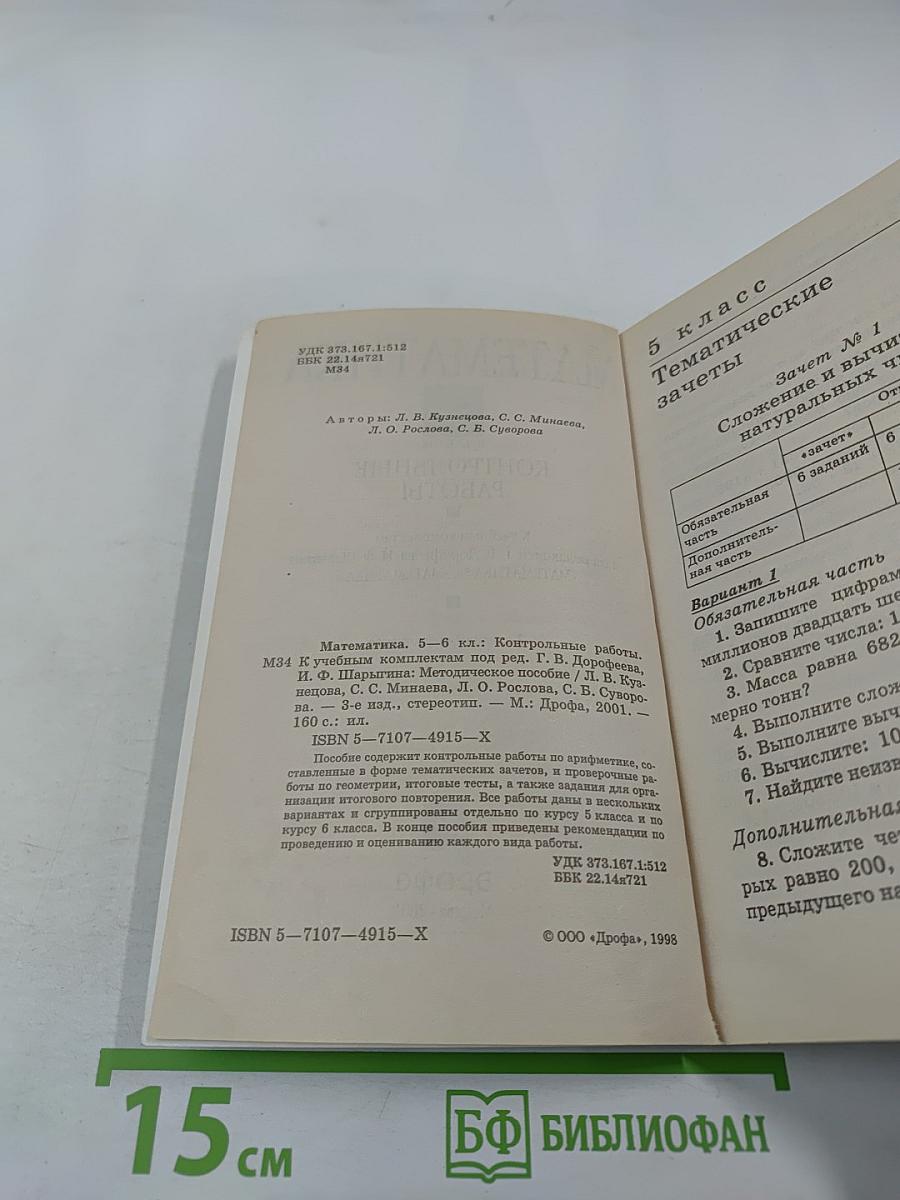 УДК 373.167.1:512
ББК 22.14я721
М34
Авторы: Л. В. Кузнецова, С. С. Минаева,
Л. О. Рослова, С. Б. Суворова
Математика. 5—6 кл.: Контрольные работы.
М34 К учебным комплектам под ред. Г. В. Дорофеева,
И. Ф. Шарыгина: Методическое пособие / Л. В. Куз-
нецова, С. С. Минаева, Л. О. Рослова, С. Б. Суворо-
ва. — 3-е изд., стереотип. — М.: Дрофа, 2001. —
160 с.: ил.
ISBN 5—7107—4915—X
Пособие содержит контрольные работы по арифметике, со-
ставленные в форме тематических зачетов, и проверочные ра-
боты по геометрии, итоговые тесты, а также задания для орга-
низации итогового повторения. Все работы даны в нескольких
вариантах и сгруппированы отдельно по курсу 5 класса и по
курсу 6 класса. В конце пособия приведены рекомендации по
проведению и оцениванию каждого вида работы.
УДК 373.167.1:512
ББК 22.14я721
ISBN 5—7107—4915—X
© ООО «Дрофа», 1998
5 класс
Тематические
зачеты
Зачет № 1
Сложение и вычит
натуральных чи
От
«зачет»
6 заданий
6
Обязательная
часть
Дополнитель-
ная часть
Вариант 1
Обязательная часть
1. Запишите цифрам
миллионов двадцать ше
2. Сравните числа: 1
3. Масса равна 682
мерно тонн?
4. Выполните слож
5. Выполните выч
6. Вычислите: 10
7. Найдите неизв
Дополнительная
8. Сложите чет
рых равно 200,
предыдущего на
15 см
БФ БИБЛИОФАН